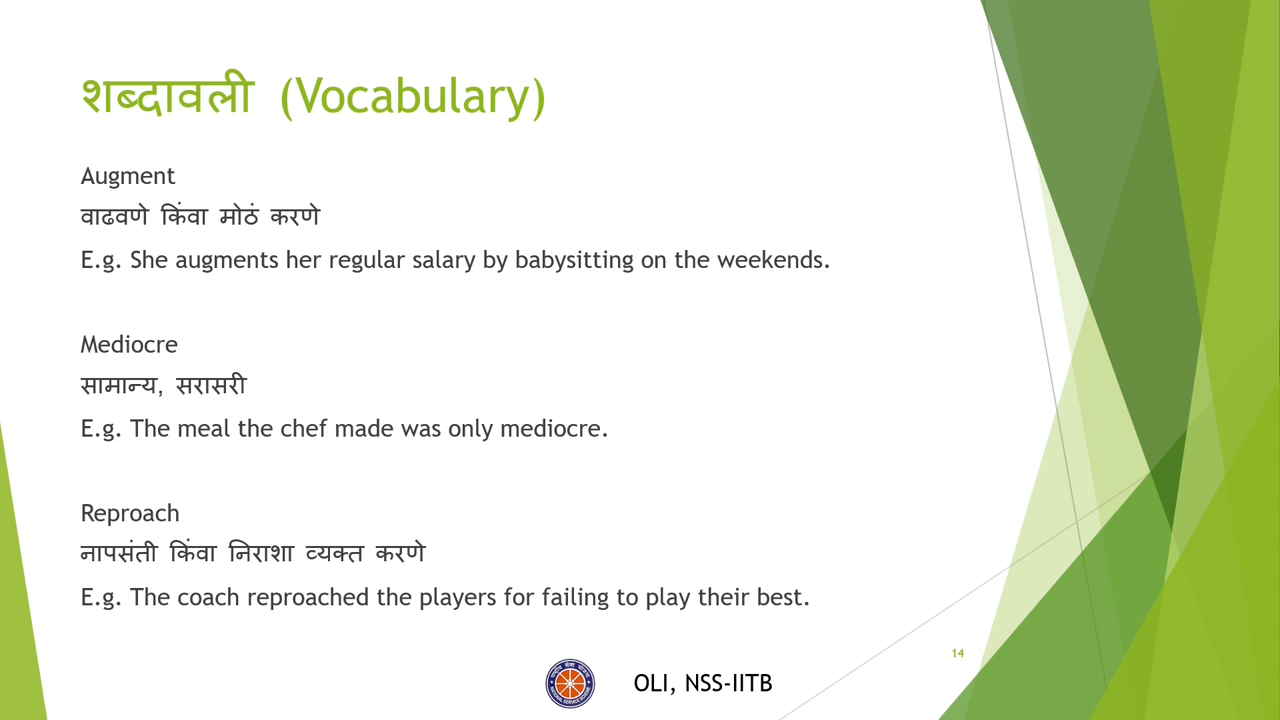 शब्दावली (Vocabulary)
Augment
वाढवणे किंवा मोठं करणे
E.g. She augments her regular salary by babysitting on the weekends.
Mediocre
सामान्य, सरासरी
E.g. The meal the chef made was only mediocre.
Reproach
नापसंती किंवा निराशा व्यक्त करणे
E.g. The coach reproached the players for failing to play their best.
14
OLI, NSS-IITB